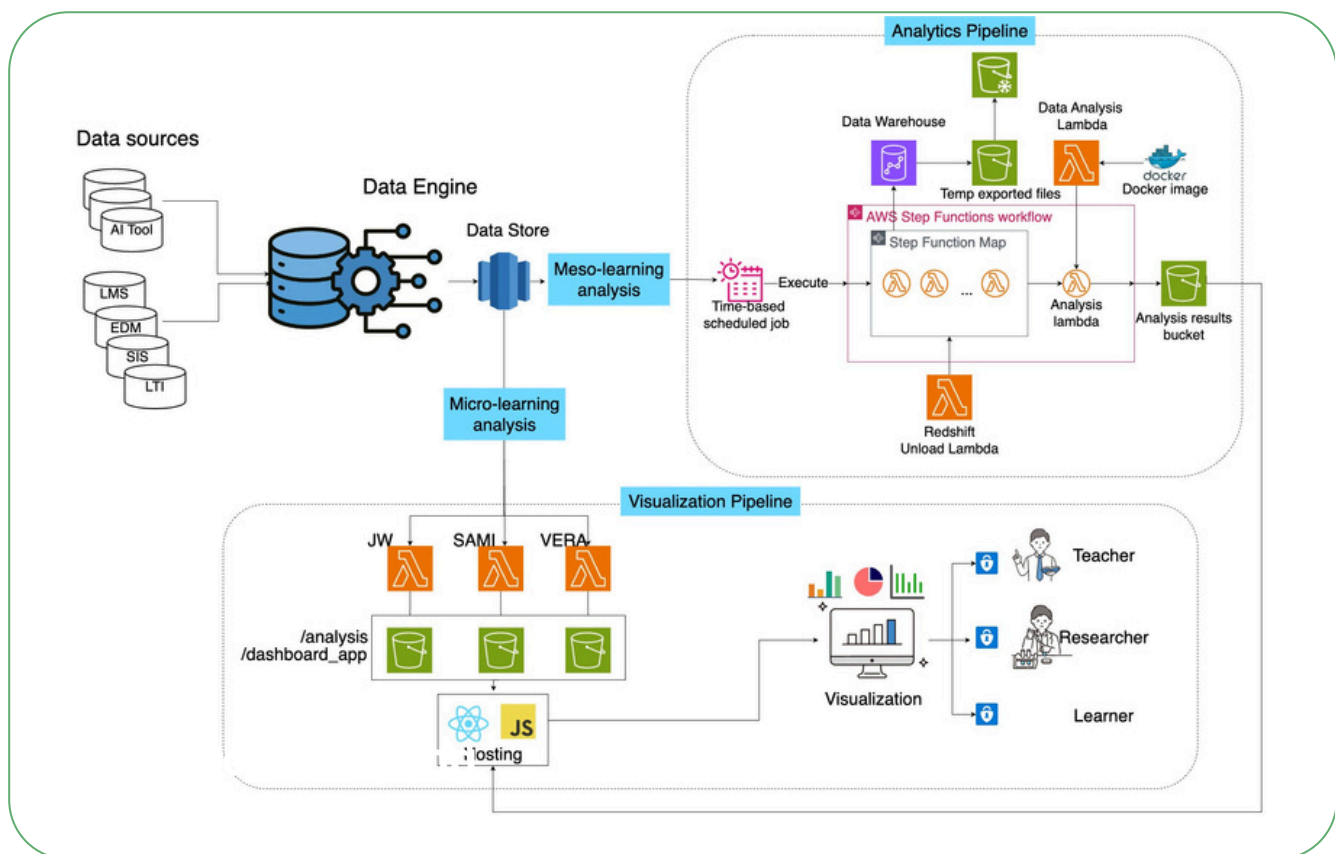 Analytics Pipeline
Data sources
AI Tool
LMS
EDM
SIS
LTI
Data Engine
Data Store
Meso-learning
analysis
Micro-learning
analysis
Time-based
scheduled job
Execute
Data Warehouse
Temp exported files
Data Analysis
Lambda
docker
Docker image
AWS Step Functions workflow
Step Function Map
...
Analysis
lambda
Analysis results
bucket
Redshift
Unload Lambda
Visualization Pipeline
JW
SAMI
VERA
/analysis
/dashboard_app
JS
Hosting
Visualization
Teacher
Researcher
Learner